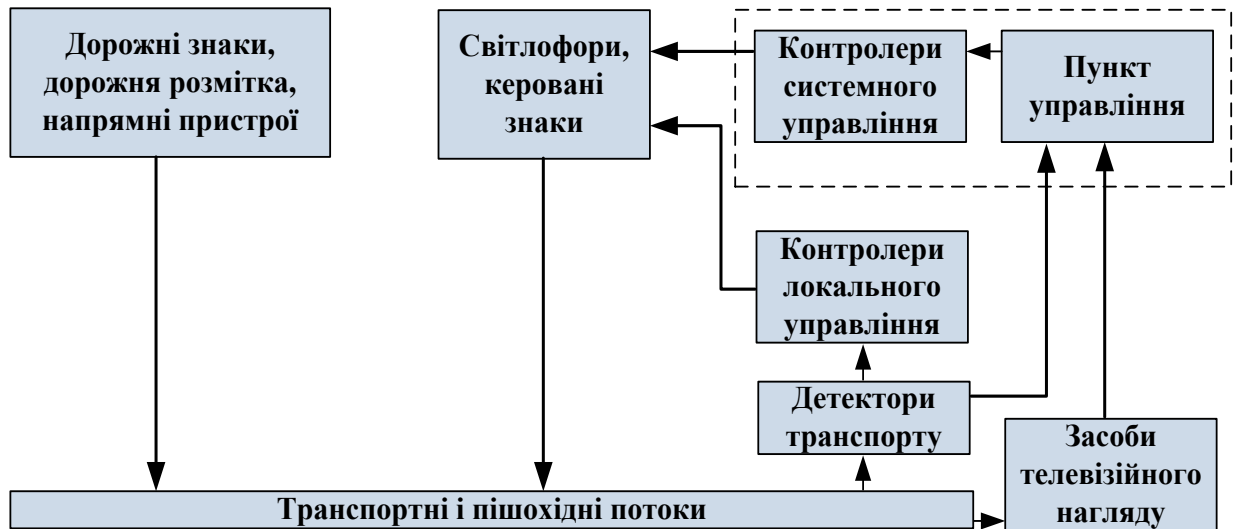 Дорожні знаки,
дорожня розмітка,
напрямні пристрої
Світлофори,
керовані
знаки
Контролери
системного
управління
Пункт
управління
Контролери
локального
управління
Детектори
транспорту
Засоби
телевізійного
нагляду
Транспортні і пішохідні потоки